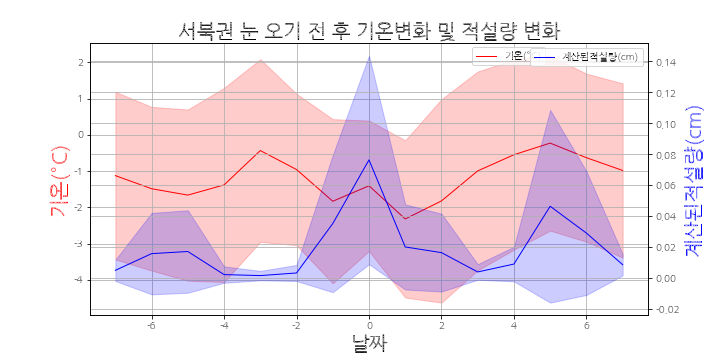 서북권 눈 오기 전 후 기온변화 및 적설량 변화
기온(°C) 계산된적설량(cm)
2
1
0
-1
-2
-3
-4
기온(°C)
0,14
0,12
0,10
0,08
0,06
0,04
0,02
0,00
-0,02
계산된적설량(cm)
-6 -4 -2 0 2 4 6
날짜